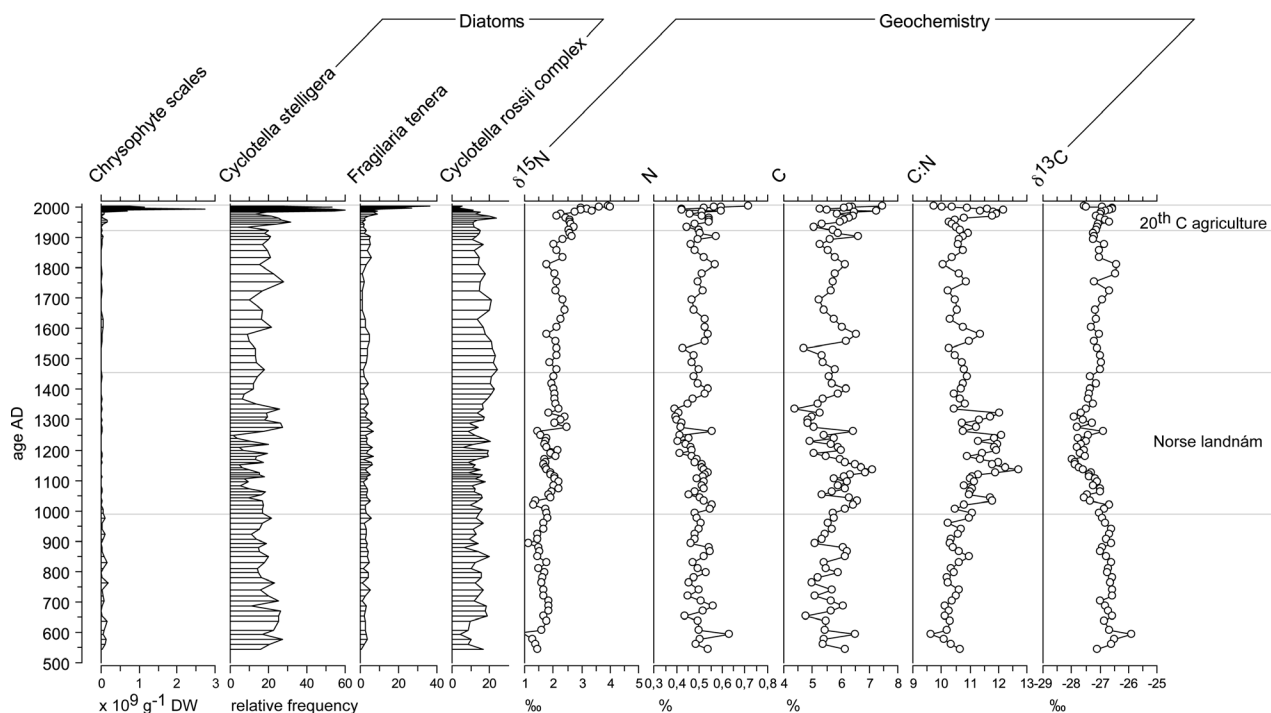 Diatoms
Geochemistry
Chrysophyte scales
Cyclotella stelligera
Fragilaria tenera
Cyclotella rossii complex
δ15N
N
C
C:N
δ13C
age AD
2000
1900
1800
1700
1600
1500
1400
1300
1200
1100
1000
900
800
700
600
500
20th C agriculture
Norse landnám
0 1 2 3
0 20 40 60
0 20 40
0 20
1 2 3 4 5
0,3 0,4 0,5 0,6 0,7 0,8
4 5 6 7 8
9 10 11 12 13
-29 -28 -27 -26 -25
x 109 g-1 DW
relative frequency
‰
%
%
‰